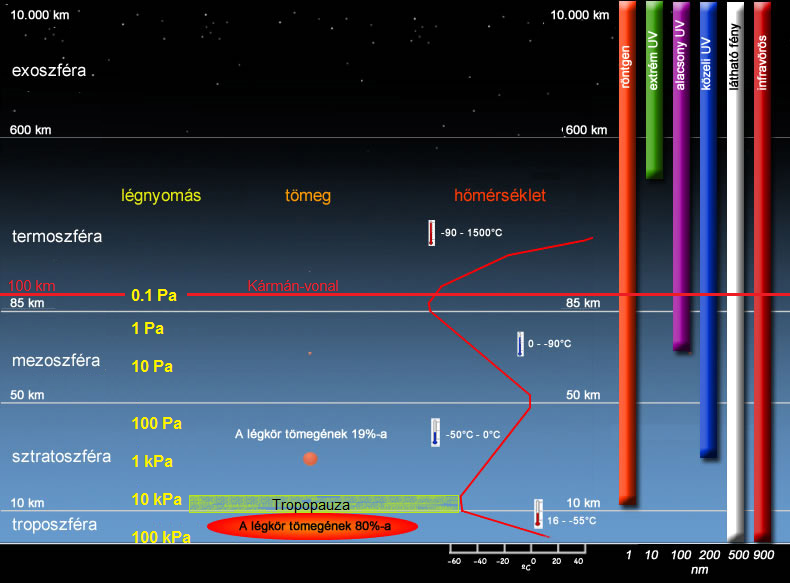 10.000 km
10.000 km
exoszféra
600 km
600 km
légnyomás
tömeg
hőmérséklet
termoszféra
-90 - 1500°C
100 km
Kármán-vonal
0.1 Pa
85 km
85 km
1 Pa
0 - -90°C
mezoszféra
10 Pa
50 km
50 km
100 Pa
A légkör tömegének 19%-a
-50°C - 0°C
sztratoszféra
1 kPa
10 kPa
10 km
10 km
Tropopauza
troposzféra
A légkör tömegének 80%-a
16 - -55°C
100 kPa
-60 -40 -20 0 20 40
ºC
röntgen
extrém UV
alacsony UV
közeli UV
látható fény
infravörös
1 10 100 200 500 900
nm